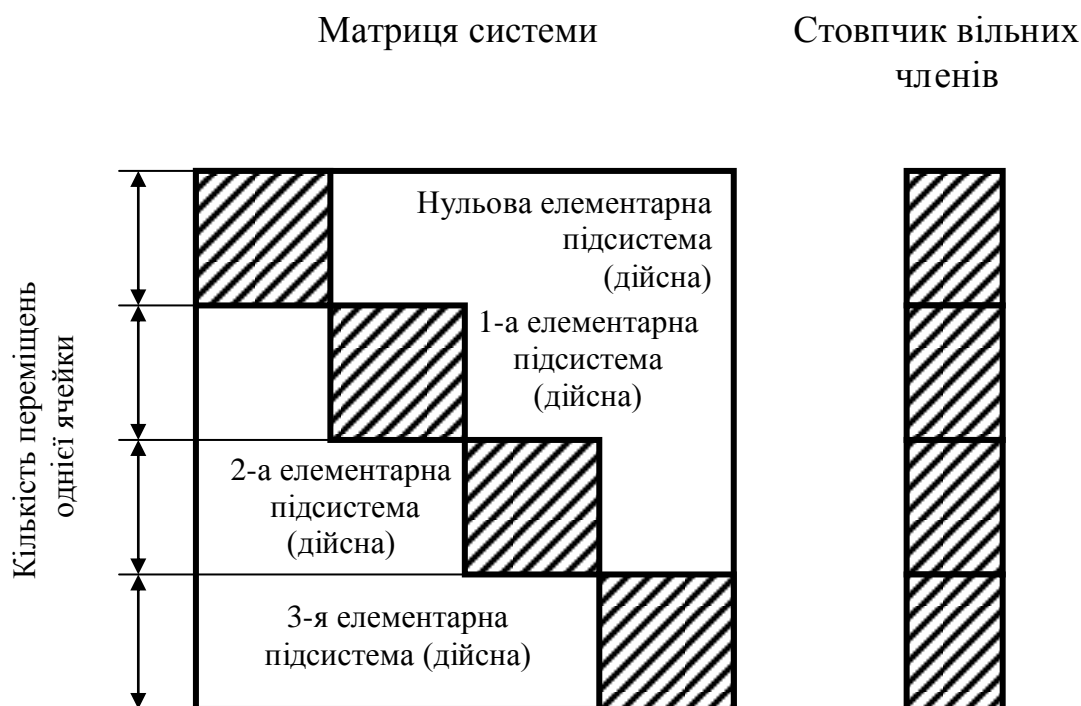 Матриця системи
Стовпчик вільних
членів
Кількість переміщень
однієї ячейки
Нульова елементарна
підсистема
(дійсна)
1-а елементарна
підсистема
(дійсна)
2-а елементарна
підсистема
(дійсна)
3-я елементарна
підсистема (дійсна)